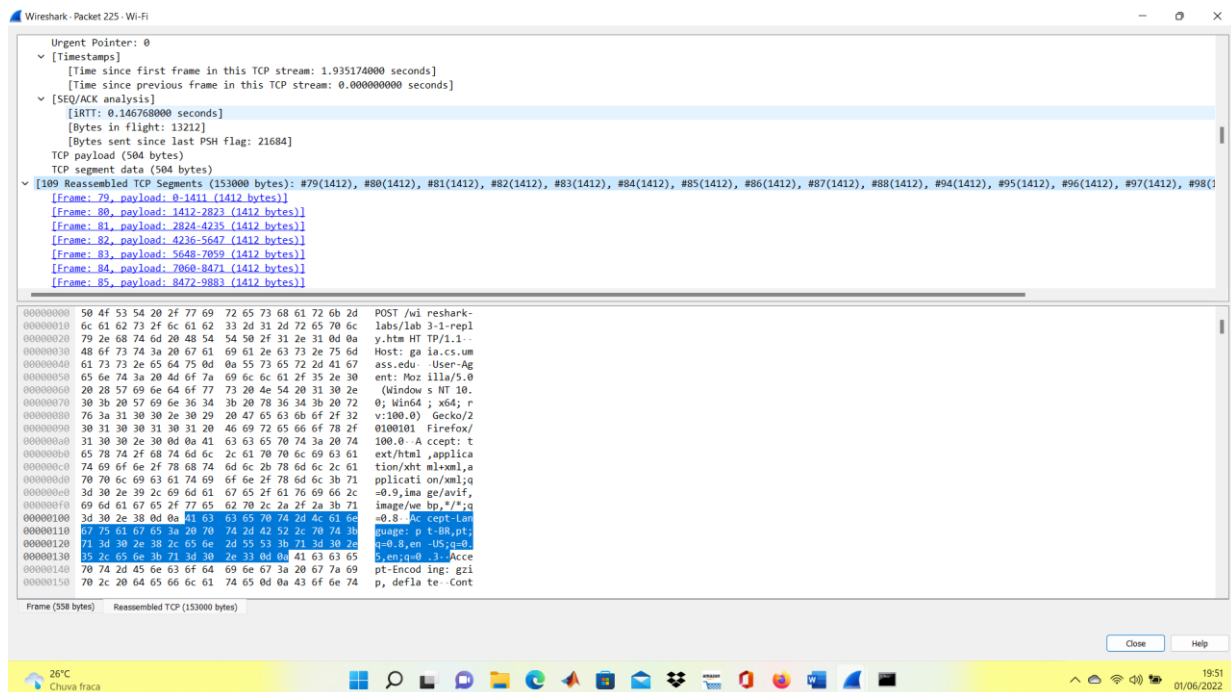 Wireshark · Packet 225 · Wi-Fi
Urgent Pointer: 0
[Timestamps]
[Time since first frame in this TCP stream: 1.935174000 seconds]
[Time since previous frame in this TCP stream: 0.000000000 seconds]
[SEQ/ACK analysis]
[iRTT: 0.146768000 seconds]
[Bytes in flight: 13212]
[Bytes sent since last PSH flag: 21684]
TCP payload (504 bytes)
TCP segment data (504 bytes)
[109 Reassembled TCP Segments (153000 bytes): #79(1412), #80(1412), #81(1412), #82(1412), #83(1412), #84(1412), #85(1412), #86(1412), #87(1412), #88(1412), #94(1412), #95(1412), #96(1412), #97(1412), #98(1
[Frame: 79, payload: 0-1411 (1412 bytes)]
[Frame: 80, payload: 1412-2823 (1412 bytes)]
[Frame: 81, payload: 2824-4235 (1412 bytes)]
[Frame: 82, payload: 4236-5647 (1412 bytes)]
[Frame: 83, payload: 5648-7059 (1412 bytes)]
[Frame: 84, payload: 7060-8471 (1412 bytes)]
[Frame: 85, payload: 8472-9883 (1412 bytes)]
00000000 50 4f 53 54 20 2f 77 69 72 65 73 68 61 72 6b 2d POST /wi reshark-
00000010 6c 61 62 73 2f 6c 61 62 33 2d 31 2d 72 65 70 6c labs/lab 3-1-repl
00000020 79 2e 68 74 6d 20 48 54 54 50 2f 31 2e 31 0d 0a y.htm HT TP/1.1··
00000030 48 6f 73 74 3a 20 67 61 69 61 2e 63 73 2e 75 6d Host: ga ia.cs.um
00000040 61 73 73 2e 65 64 75 0d 0a 55 73 65 72 2d 41 67 ass.edu· ·User-Ag
00000050 65 6e 74 3a 20 4d 6f 7a 69 6c 6c 61 2f 35 2e 30 ent: Moz illa/5.0
00000060 20 28 57 69 6e 64 6f 77 73 20 4e 54 20 31 30 2e (Window s NT 10.
00000070 30 3b 20 57 69 6e 36 34 3b 20 78 36 34 3b 20 72 0; Win64 ; x64; r
00000080 76 3a 31 30 30 2e 30 29 20 47 65 63 6b 6f 2f 32 v:100.0) Gecko/2
00000090 30 31 30 30 31 30 31 20 46 69 72 65 66 6f 78 2f 0100101 Firefox/
000000a0 31 30 30 2e 30 0d 0a 41 63 63 65 70 74 3a 20 74 100.0··A ccept: t
000000b0 65 78 74 2f 68 74 6d 6c 2c 61 70 70 6c 69 63 61 ext/html ,applica
000000c0 74 69 6f 6e 2f 78 68 74 6d 6c 2b 78 6d 6c 2c 61 tion/xht ml+xml,a
000000d0 70 70 6c 69 63 61 74 69 6f 6e 2f 78 6d 6c 3b 71 pplicati on/xml;q
000000e0 3d 30 2e 39 2c 69 6d 61 67 65 2f 61 76 69 66 2c =0.9,ima ge/avif,
000000f0 69 6d 61 67 65 2f 77 65 62 70 2c 2a 2f 2a 3b 71 image/we bp,*/*;q
00000100 3d 30 2e 38 0d 0a 41 63 63 65 70 74 2d 4c 61 6e =0.8··Ac cept-Lan
00000110 67 75 61 67 65 3a 20 70 74 2d 42 52 2c 70 74 3b guage: p t-BR,pt;
00000120 71 3d 30 2e 38 2c 65 6e 2d 55 53 3b 71 3d 30 2e q=0.8,en -US;q=0.
00000130 35 2c 65 6e 3b 71 3d 30 2e 33 0d 0a 41 63 63 65 5,en;q=0 .3··Acce
00000140 70 74 2d 45 6e 63 6f 64 69 6e 67 3a 20 67 7a 69 pt-Encod ing: gzi
00000150 70 2c 20 64 65 66 6c 61 74 65 0d 0a 43 6f 6e 74 p, defla te··Cont
Frame (558 bytes) Reassembled TCP (153000 bytes)
Close Help
26°C
Chuva fraca
amazon
19:51
01/06/2022